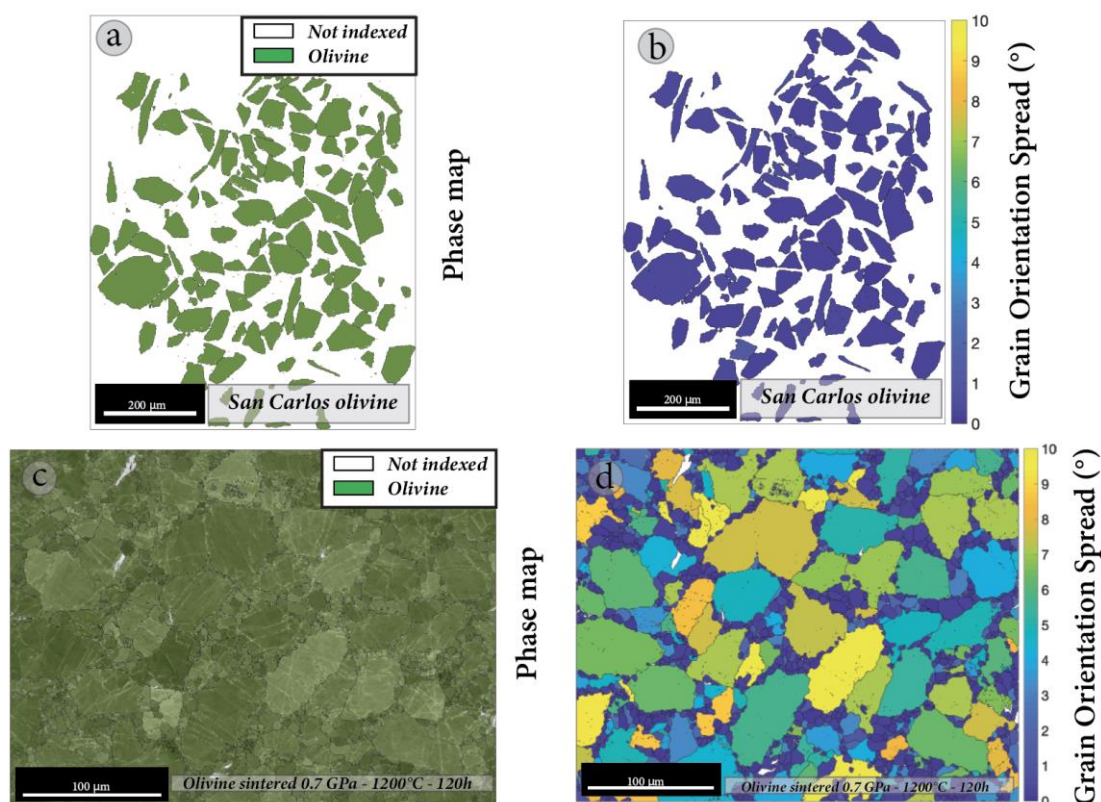 a
Not indexed
Olivine
200 µm
San Carlos olivine
Phase map
b
200 µm
San Carlos olivine
10
9
8
7
6
5
4
3
2
1
0
Grain Orientation Spread (°)
c
Not indexed
Olivine
100 µm
Olivine sintered 0.7 GPa - 1200°C - 120h
Phase map
d
100 µm
Olivine sintered 0.7 GPa - 1200°C - 120h
10
9
8
7
6
5
4
3
2
1
0
Grain Orientation Spread (°)